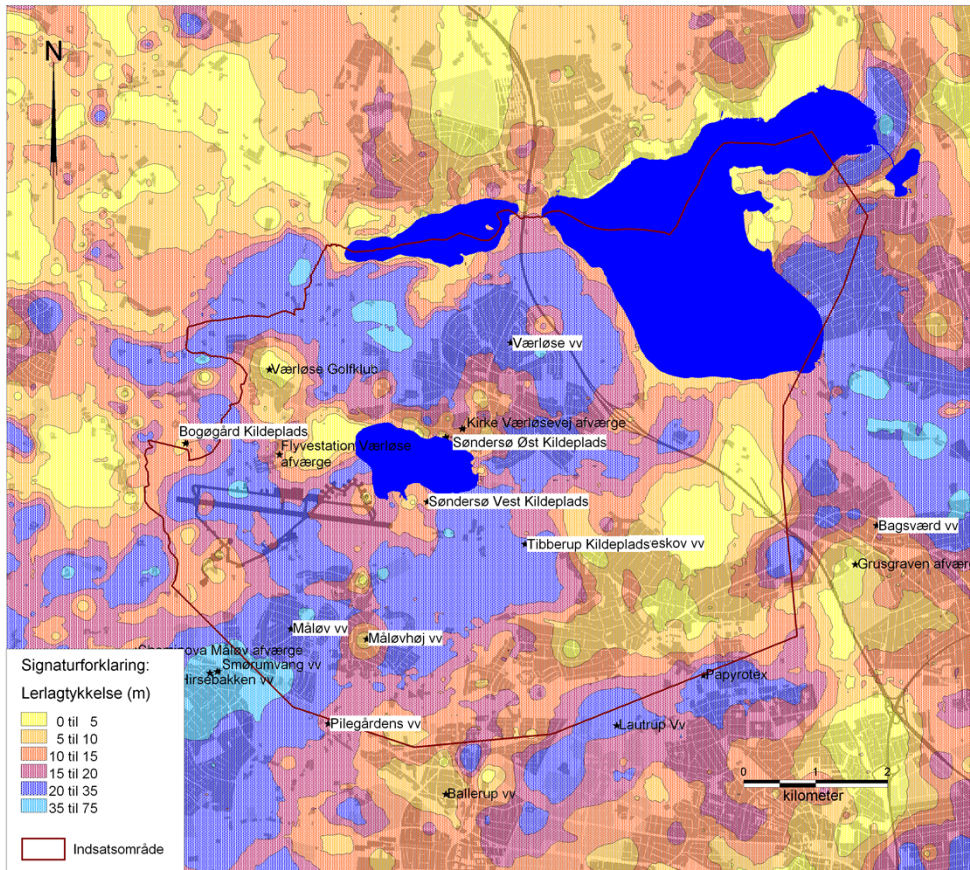 N
Værløse vv
Værløse Golfklub
Kirke Værløsevej afværge
Bogøgård Kildeplads
Søndersø Øst Kildeplads
Flyvestation Værløse
afværge
Søndersø Vest Kildeplads
Bagsværd vv
Tibberup Kildeplads
eskov vv
Grusgraven afværg
Måløv vv
Måløvhøj vv
Måløv afværge
Smørumvang vv
Hirsebakken vv
Papyrotex
Pilegårdens vv
Lautrup Vv
Ballerup vv
Signaturforklaring:
Lerlagtykkelse (m)
0 til 5
5 til 10
10 til 15
15 til 20
20 til 35
35 til 75
Indsatsområde
0 1 2
kilometer